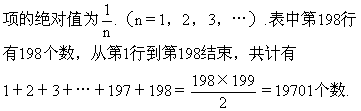 项的绝对值为1/n.（n＝1，2，3，…）.表中第198行
有198个数，从第1行到第198结束，共计有
1＋2＋3＋…＋197＋198＝198×199/2＝19701个数.